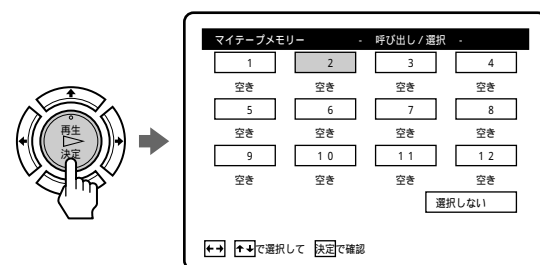 再生
決定
マイテープメモリー - 呼び出し/選択 -
1 2 3 4
空き 空き 空き 空き
5 6 7 8
空き 空き 空き 空き
9 10 11 12
空き 空き 空き 空き
選択しない
←→ ↑↓で選択して 決定で確認